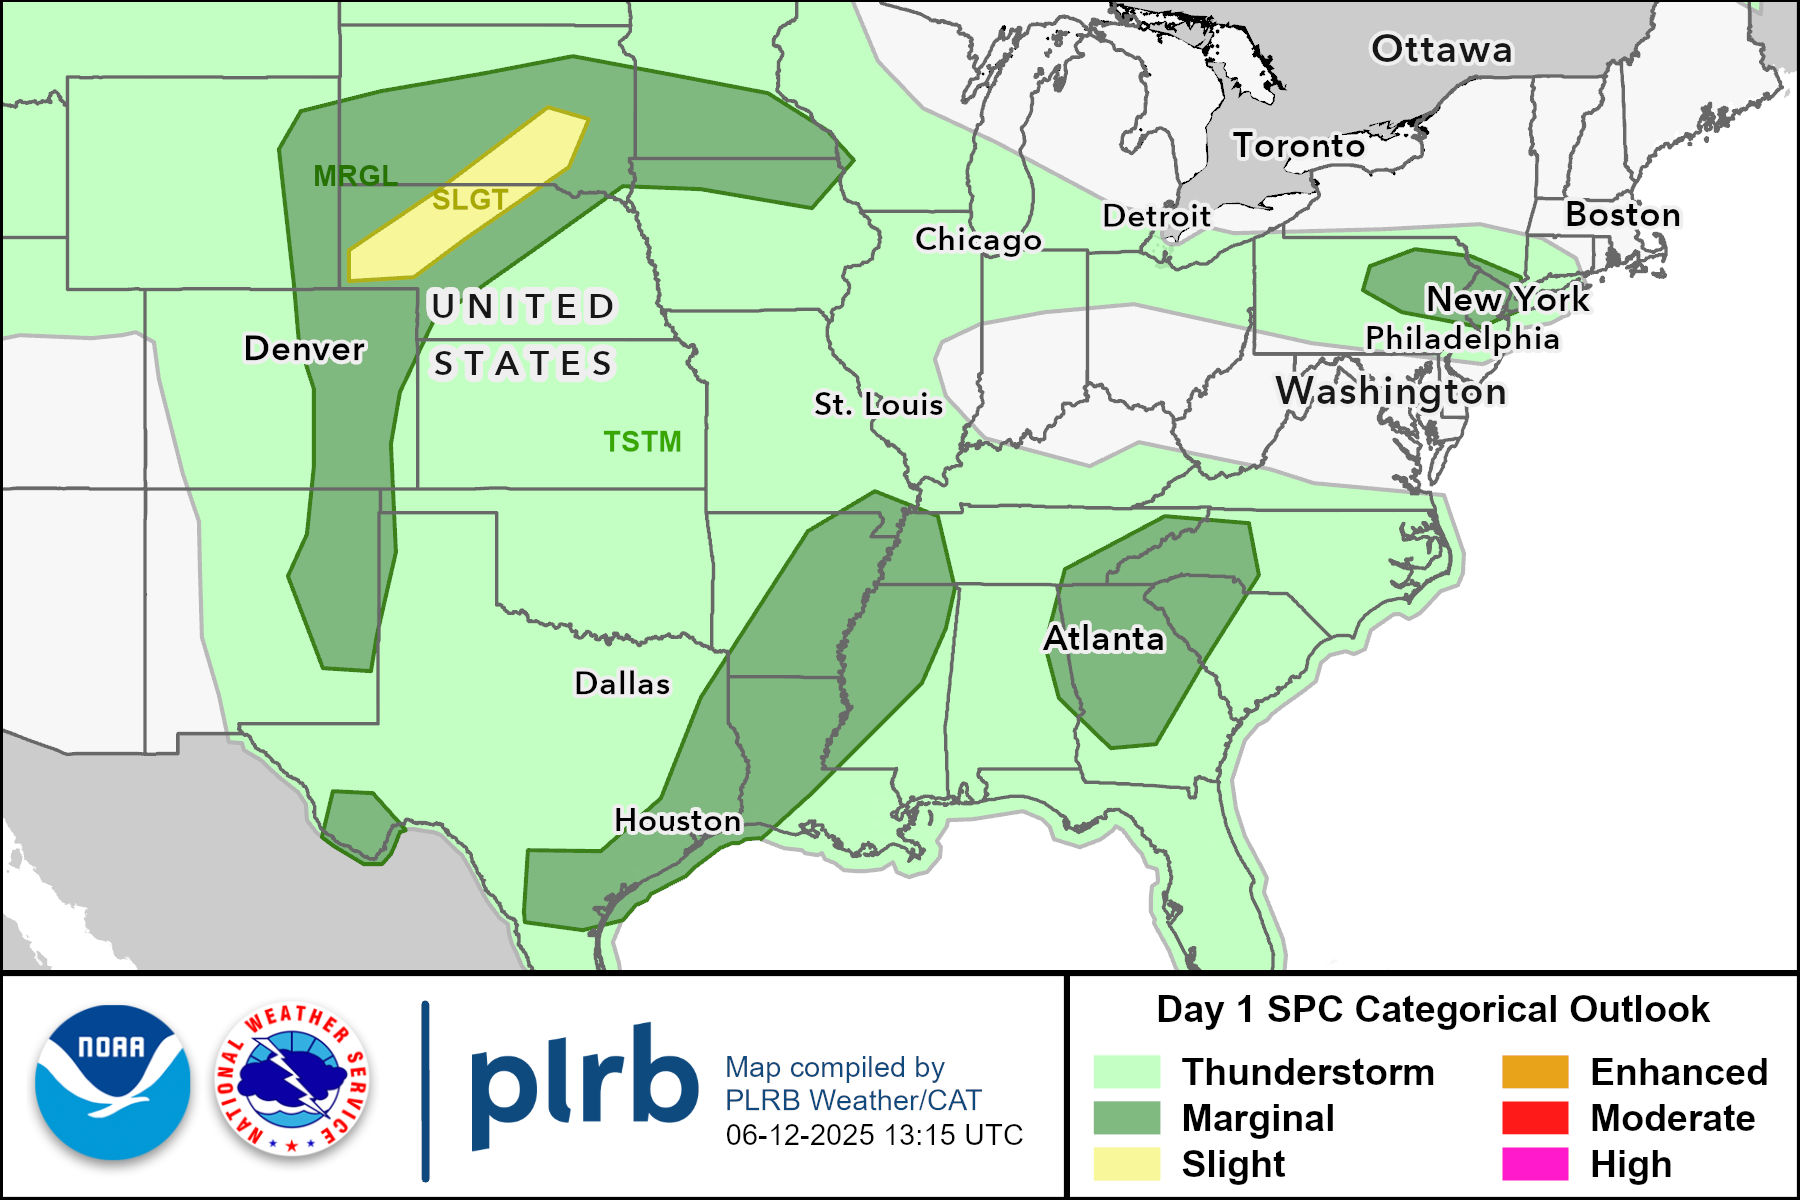 Ottawa
Toronto
MRGL
SLGT
Detroit
Boston
Chicago
New York
UNITED
STATES
Denver
Philadelphia
Washington
St. Louis
TSTM
Atlanta
Dallas
Houston
NOAA
NATIONAL WEATHER SERVICE
plrb
Map compiled by
PLRB Weather/CAT
06-12-2025 13:15 UTC
Day 1 SPC Categorical Outlook
Thunderstorm
Marginal
Slight
Enhanced
Moderate
High